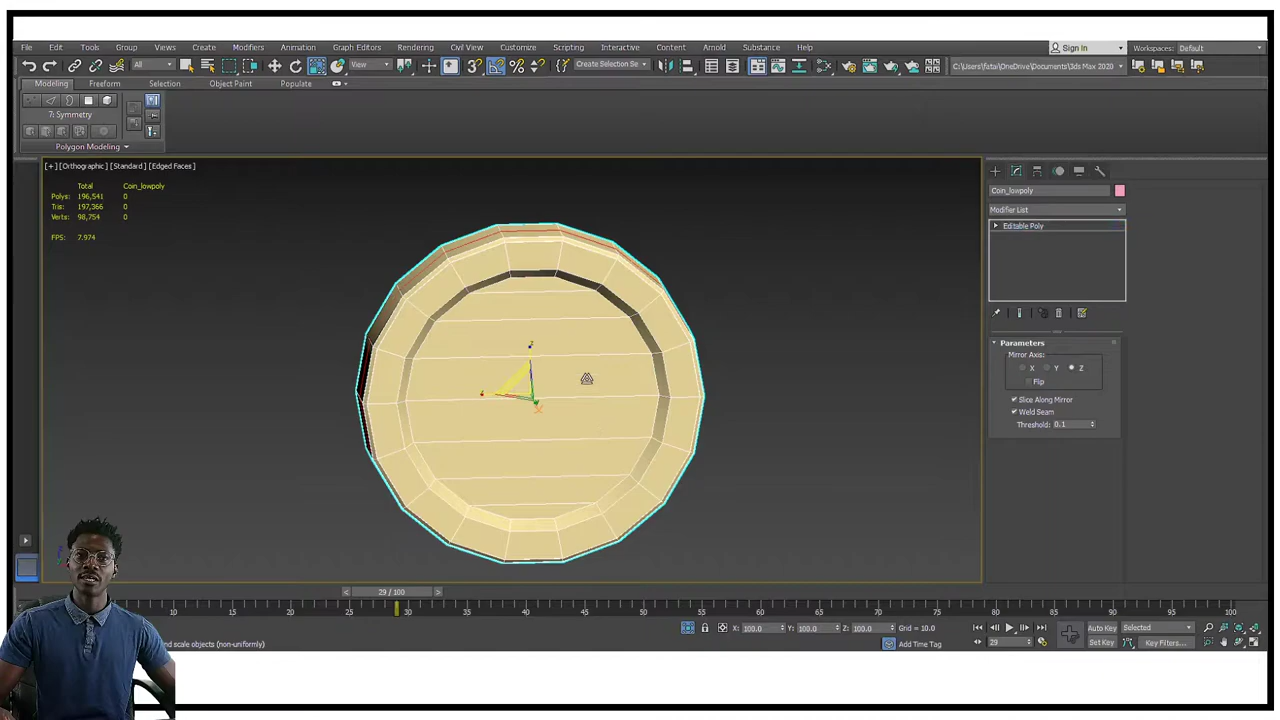 File Edit Tools Group Views Create Modifiers Animation Graph Editors Rendering Civil View Customize Scripting Interactive Content Arnold Substance Help Sign In Workspaces: Default
All View Create Selection Se C:\Users\fatai\OneDrive\Documents\3ds Max 2020
Modeling Freeform Selection Object Paint Populate
7: Symmetry
Polygon Modeling
[+] [Orthographic] [Standard] [Edged Faces]
Total Coin_lowpoly
Polys: 196,541 0
Tris: 197,366 0
Verts: 98,754 0
FPS: 7.974
Coin_lowpoly
Modifier List
Editable Poly
Parameters
Mirror Axis:
X Y Z
Flip
Slice Along Mirror
Weld Seam
Threshold: 0.1
29 / 100
10 15 20 25 30 35 40 45 50 55 60 65 70 75 80 85 90 95 100
X: 100.0 Y: 100.0 Z: 100.0 Grid = 10.0 Auto Key Selected
and scale objects (non-uniformly) Add Time Tag 29 Set Key Key Filters...